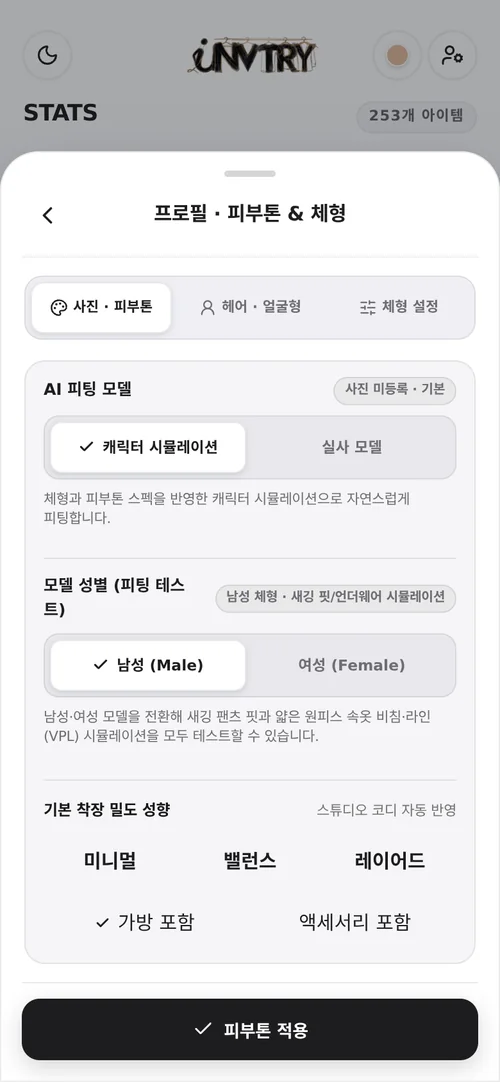 iNVTRY
STATS
253개 아이템
프로필 · 피부톤 & 체형
사진 · 피부톤
헤어 · 얼굴형
체형 설정
AI 피팅 모델
사진 미등록 · 기본
캐릭터 시뮬레이션
실사 모델
체형과 피부톤 스펙을 반영한 캐릭터 시뮬레이션으로 자연스럽게
피팅합니다.
모델 성별 (피팅 테스
트)
남성 체형 · 새깅 핏/언더웨어 시뮬레이션
남성 (Male)
여성 (Female)
남성·여성 모델을 전환해 새깅 팬츠 핏과 얇은 원피스 속옷 비침·라인
(VPL) 시뮬레이션을 모두 테스트할 수 있습니다.
기본 착장 밀도 성향
스튜디오 코디 자동 반영
미니멀
밸런스
레이어드
가방 포함
액세서리 포함
피부톤 적용